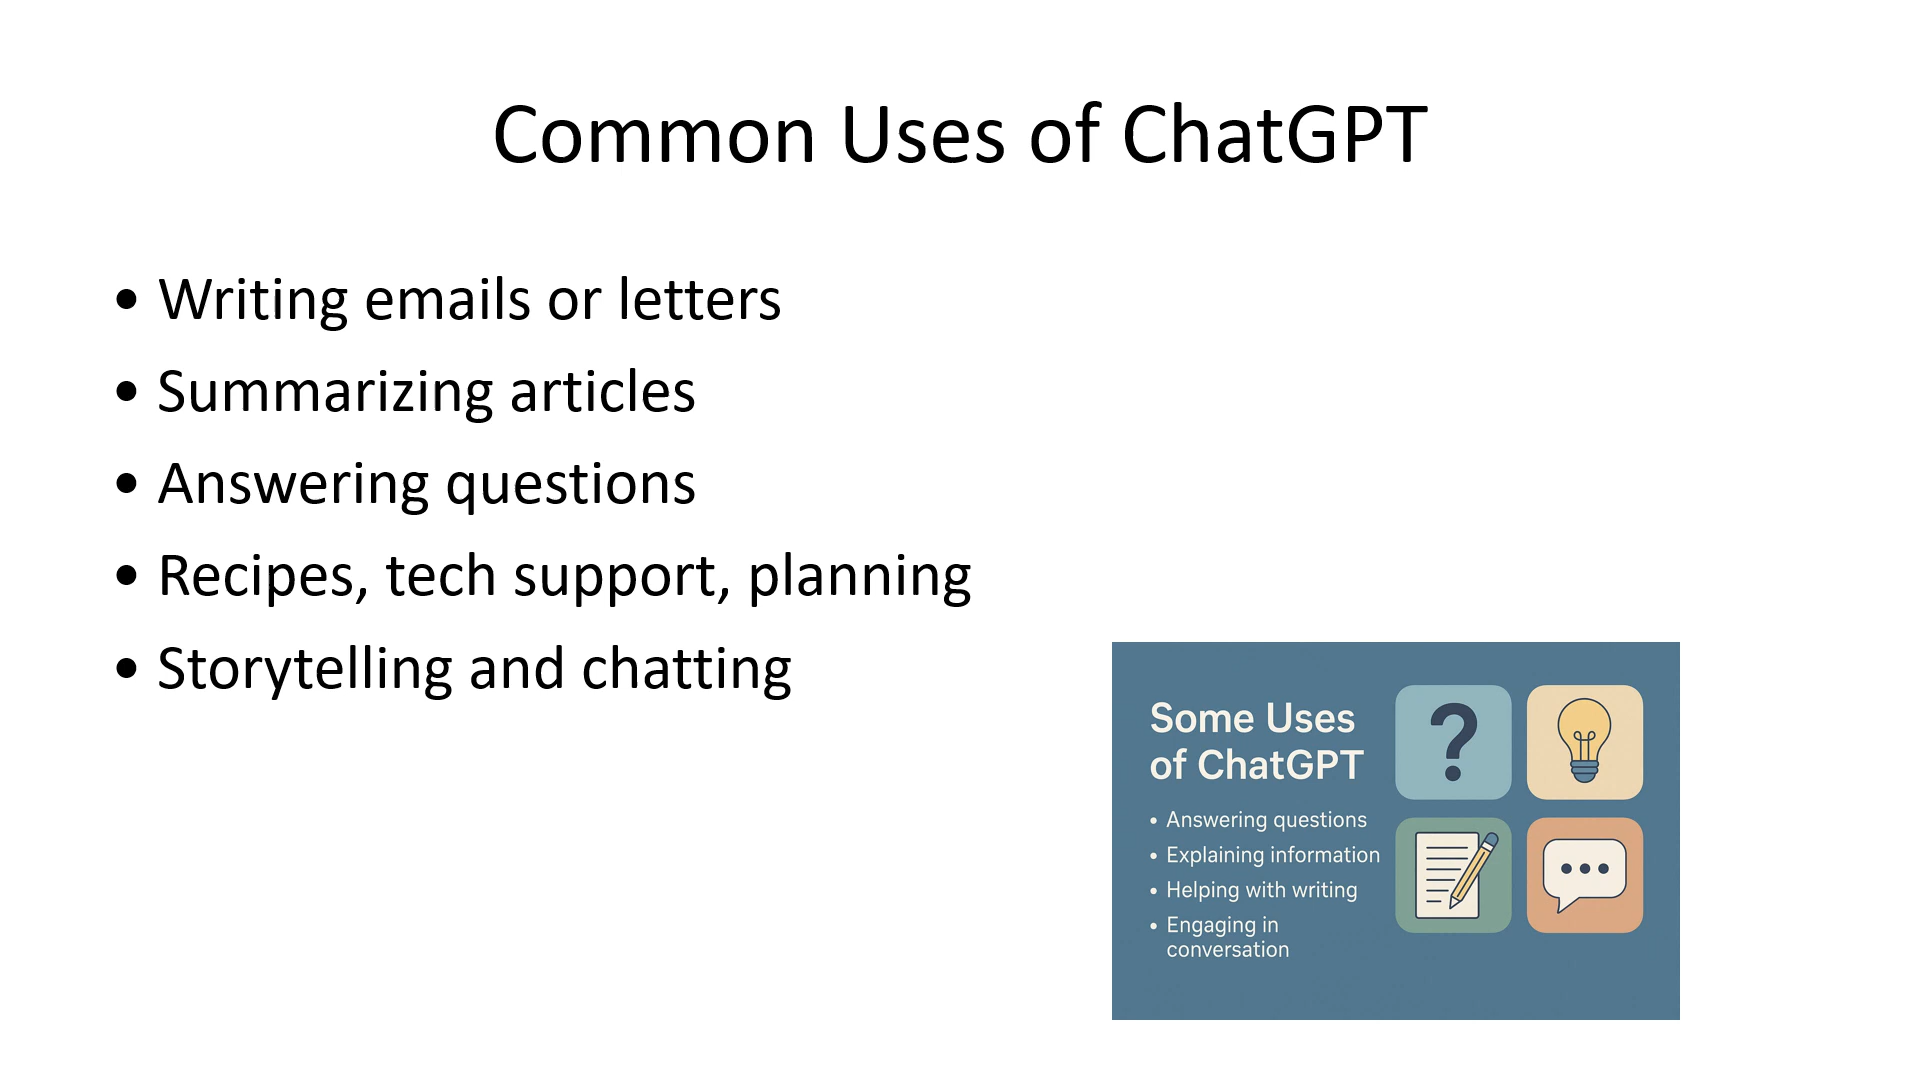 Common Uses of ChatGPT
• Writing emails or letters
• Summarizing articles
• Answering questions
• Recipes, tech support, planning
• Storytelling and chatting
Some Uses
of ChatGPT
• Answering questions
• Explaining information
• Helping with writing
• Engaging in
conversation
?